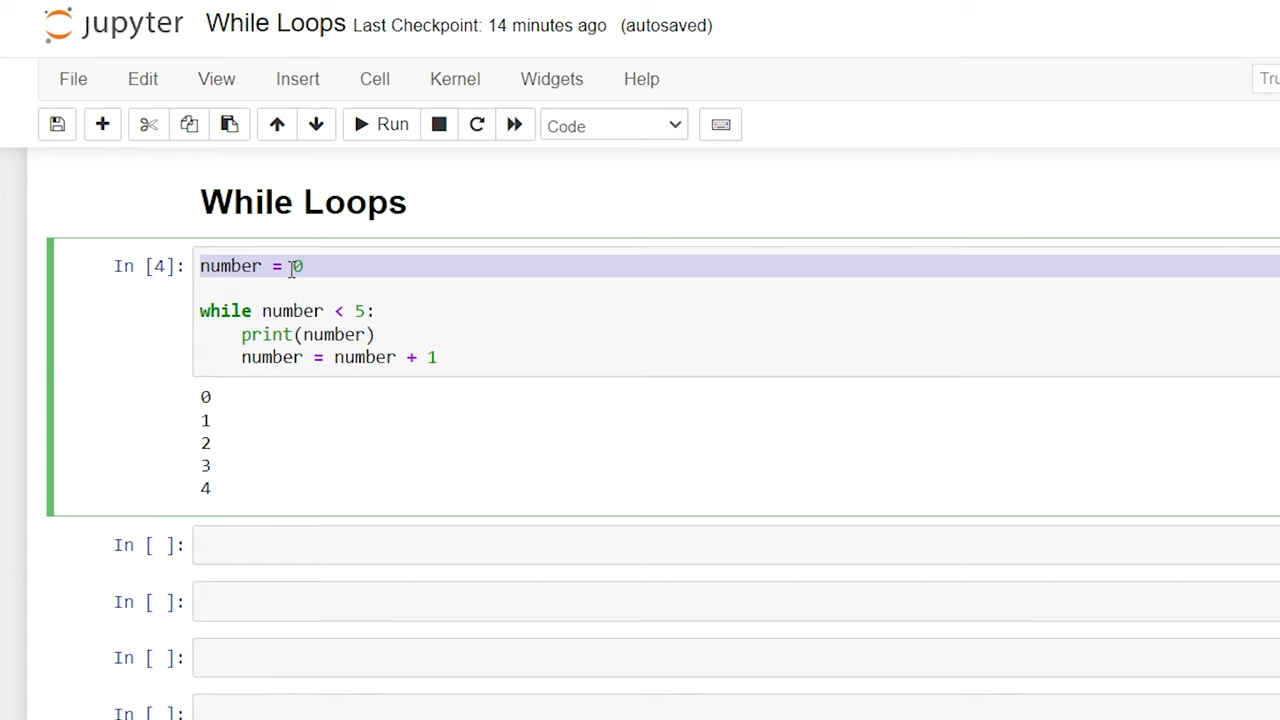 jupyter While Loops Last Checkpoint: 14 minutes ago (autosaved)
File Edit View Insert Cell Kernel Widgets Help
Run Code
While Loops
In [4]: number = 0
while number < 5:
    print(number)
    number = number + 1
0
1
2
3
4
In [ ]:
In [ ]:
In [ ]:
In [ ]: